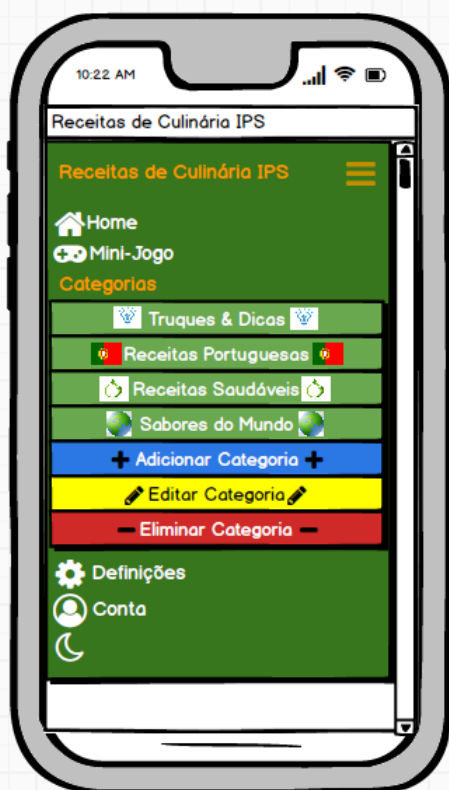 10:22 AM
Receitas de Culinária IPS
Receitas de Culinária IPS
Home
Mini-Jogo
Categorias
Truques & Dicas
Receitas Portuguesas
Receitas Saudáveis
Sabores do Mundo
Adicionar Categoria
Editar Categoria
Eliminar Categoria
Definições
Conta